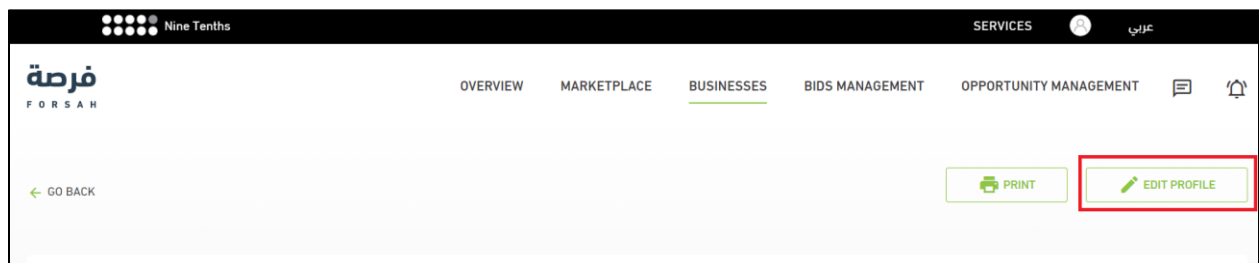 Nine Tenths SERVICES عربي
فرصة
FORSAH
OVERVIEW MARKETPLACE BUSINESSES BIDS MANAGEMENT OPPORTUNITY MANAGEMENT
GO BACK PRINT EDIT PROFILE